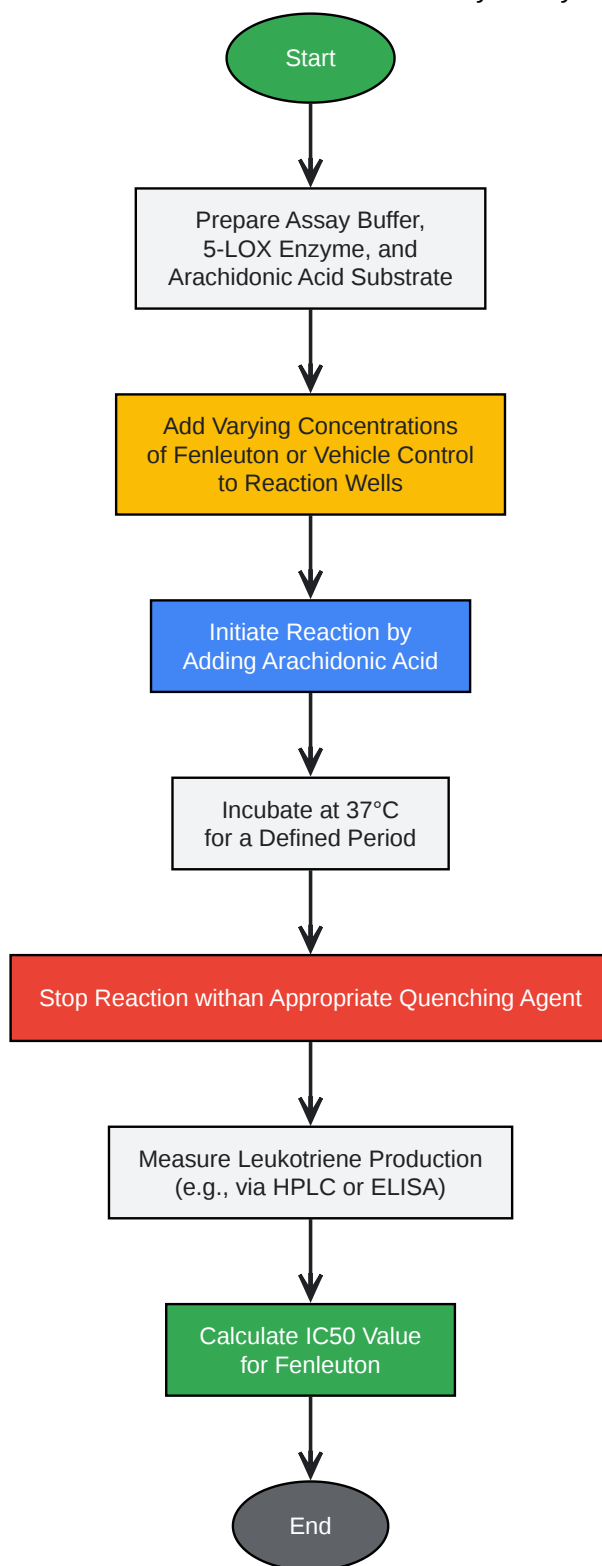 Start
Prepare Assay Buffer,
5-LOX Enzyme, and
Arachidonic Acid Substrate
Add Varying Concentrations
of Fenleuton or Vehicle Control
to Reaction Wells
Initiate Reaction by
Adding Arachidonic Acid
Incubate at 37°C
for a Defined Period
Stop Reaction withan Appropriate Quenching Agent
Measure Leukotriene Production
(e.g., via HPLC or ELISA)
Calculate IC50 Value
for Fenleuton
End